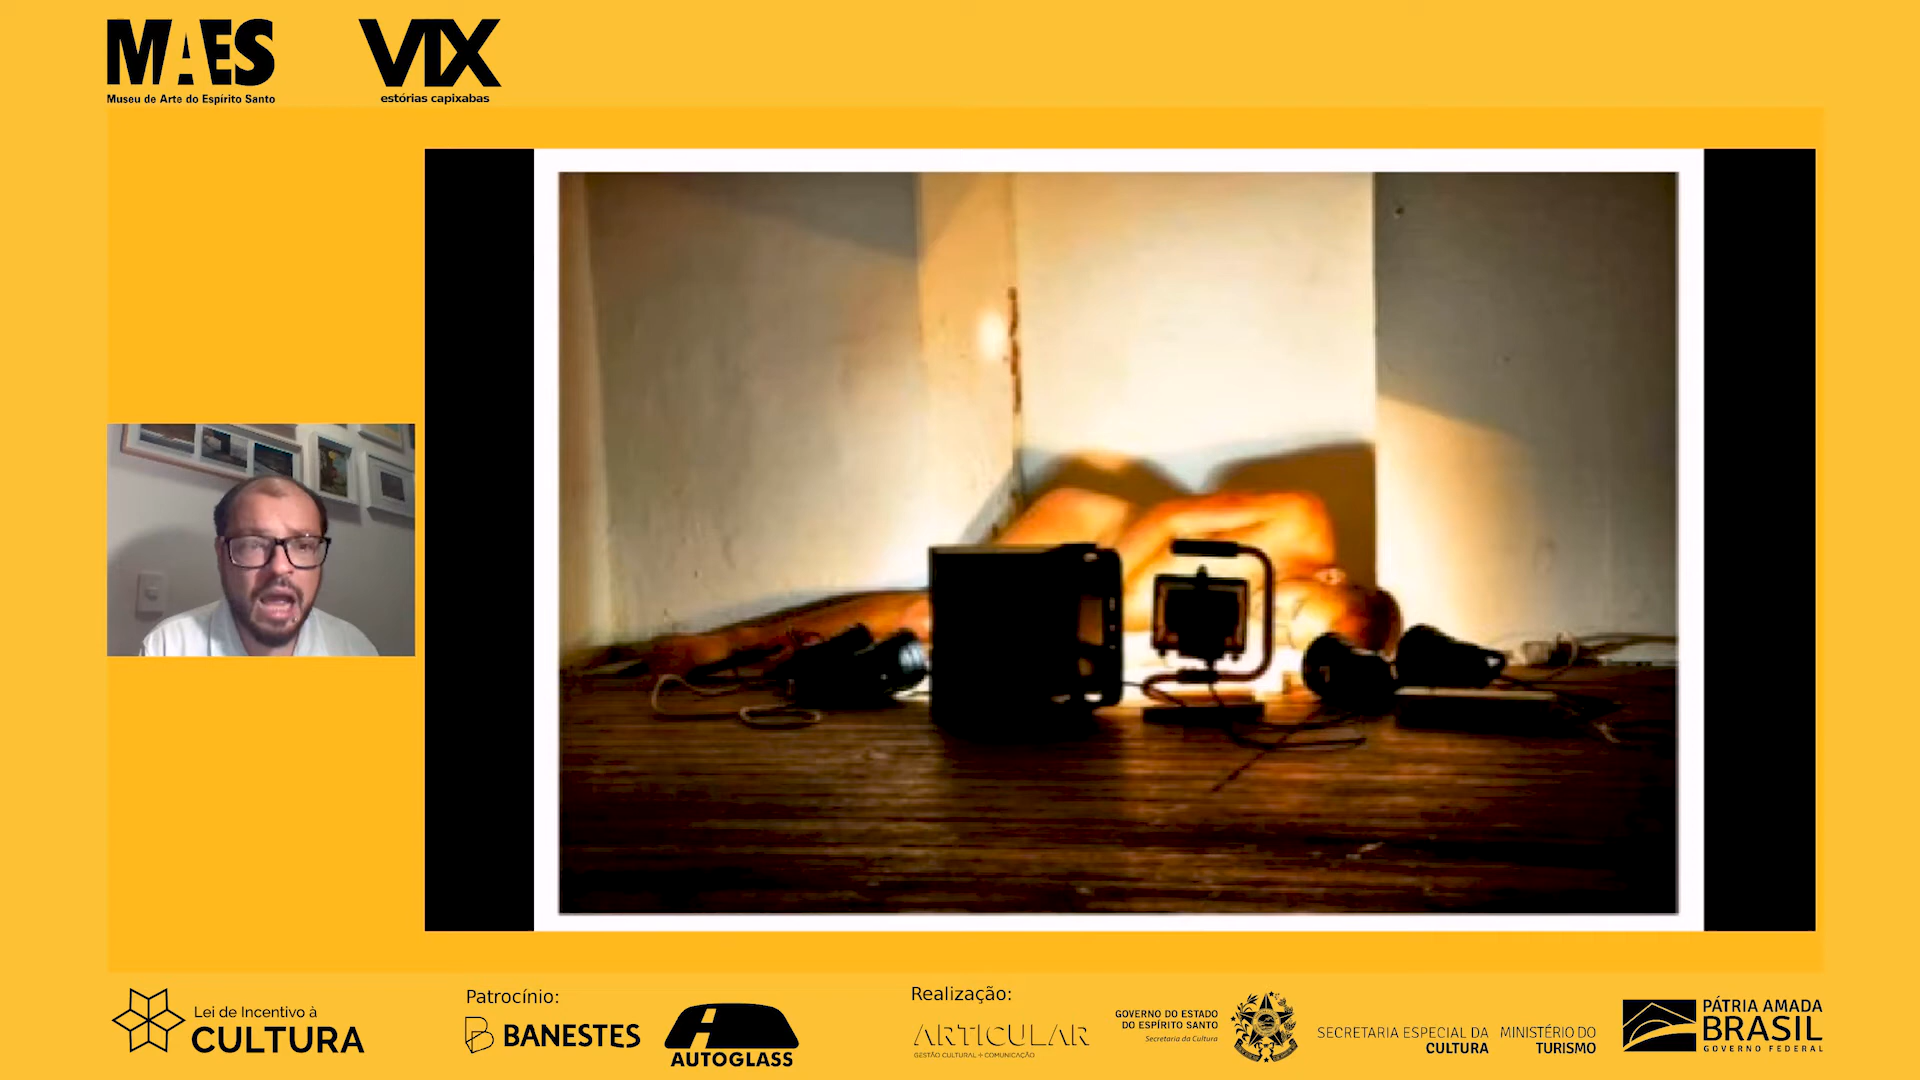 MAES
Museu de Arte do Espírito Santo
VIX
estórias capixabas
Lei de Incentivo à
CULTURA
Patrocínio:
BANESTES
AUTOGLASS
Realização:
ARTICULAR
GESTÃO CULTURAL + COMUNICAÇÃO
GOVERNO DO ESTADO
DO ESPÍRITO SANTO
Secretaria da Cultura
SECRETARIA ESPECIAL DA
CULTURA
MINISTÉRIO DO
TURISMO
PÁTRIA AMADA
BRASIL
GOVERNO FEDERAL